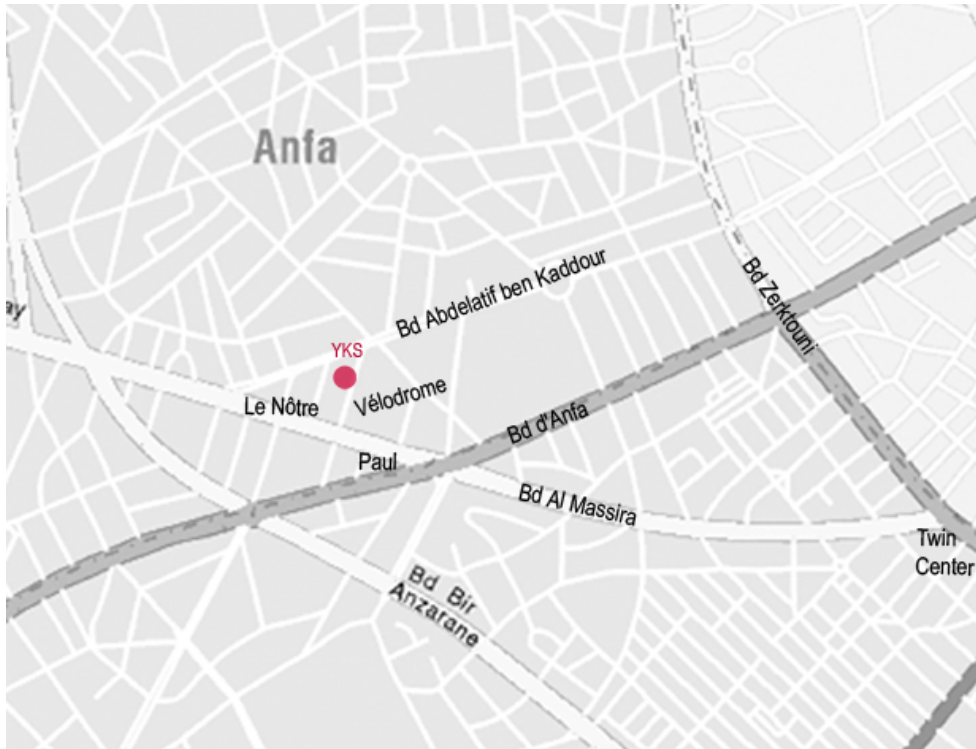 Anfa
Bd Abdelatif ben Kaddour
Bd Zerktouni
ay
YKS
Vélodrome
Le Nôtre
Bd d'Anfa
Paul
Bd Al Massira
Twin
Center
Bd Bir
Anzarane